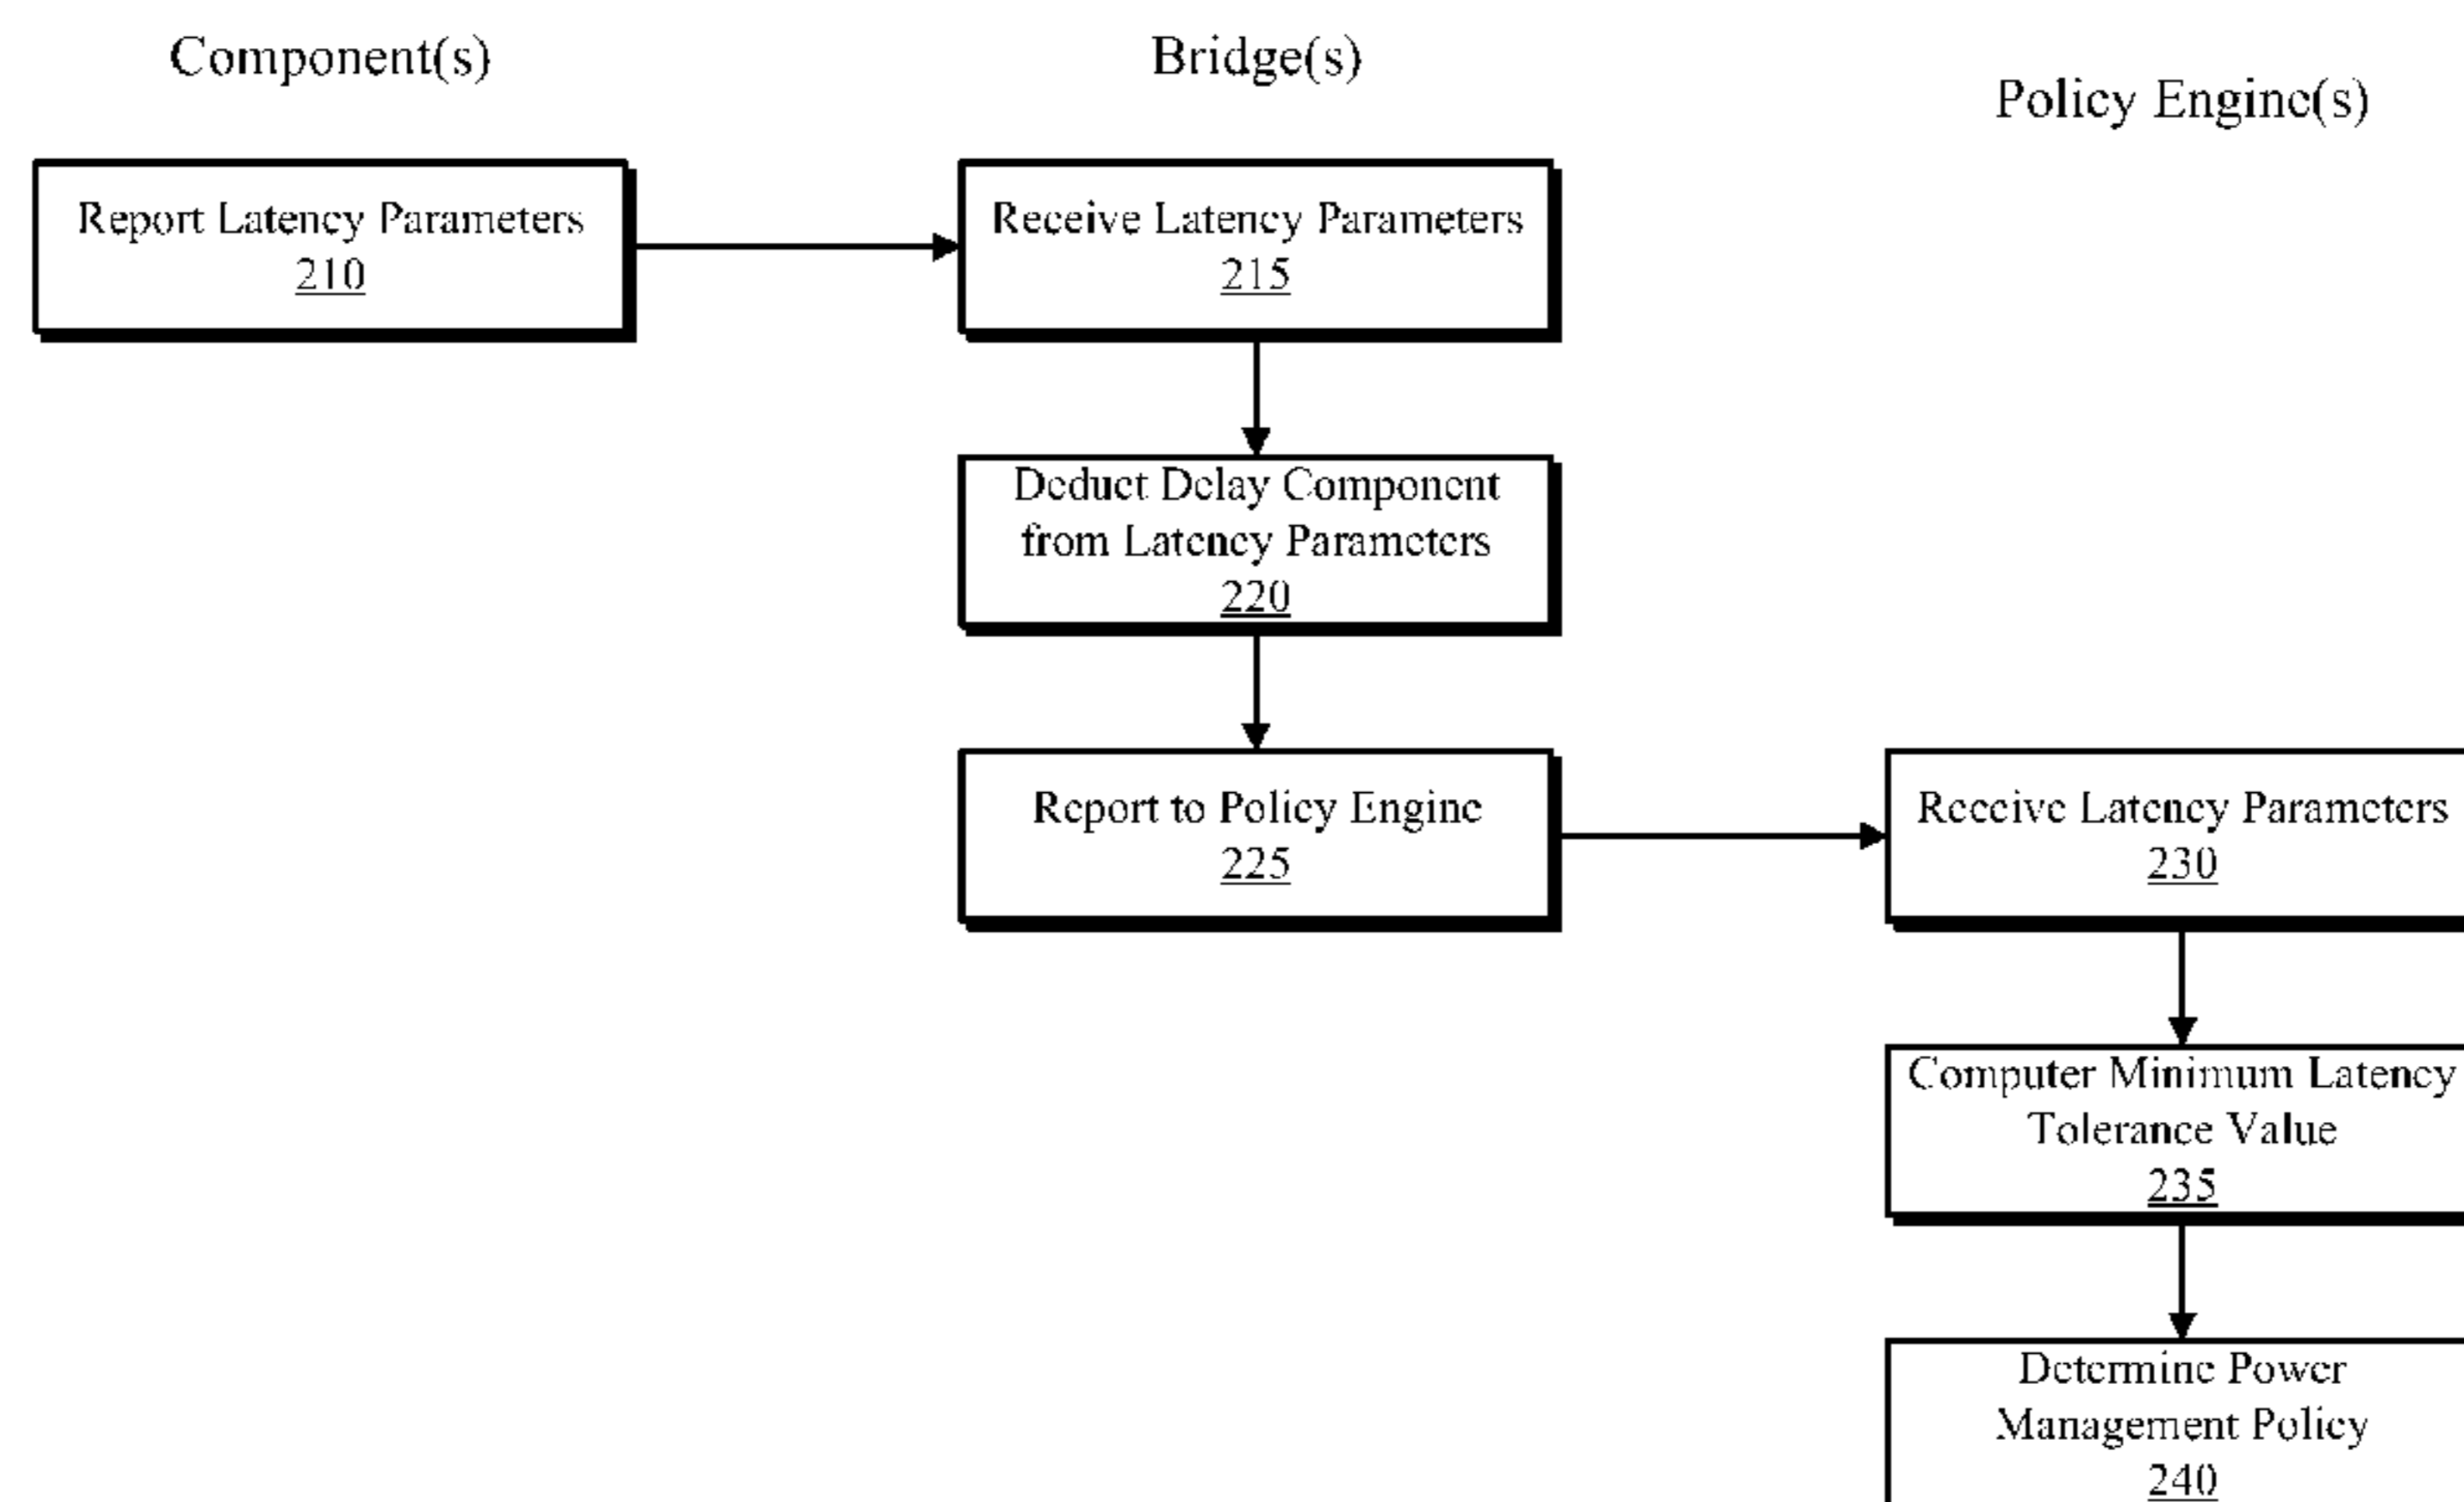 Component(s)
Bridge(s)
Policy Engine(s)
Report Latency Parameters
210
Receive Latency Parameters
215
Deduct Delay Component
from Latency Parameters
220
Report to Policy Engine
225
Receive Latency Parameters
230
Computer Minimum Latency
Tolerance Value
235
Determine Power
Management Policy
240